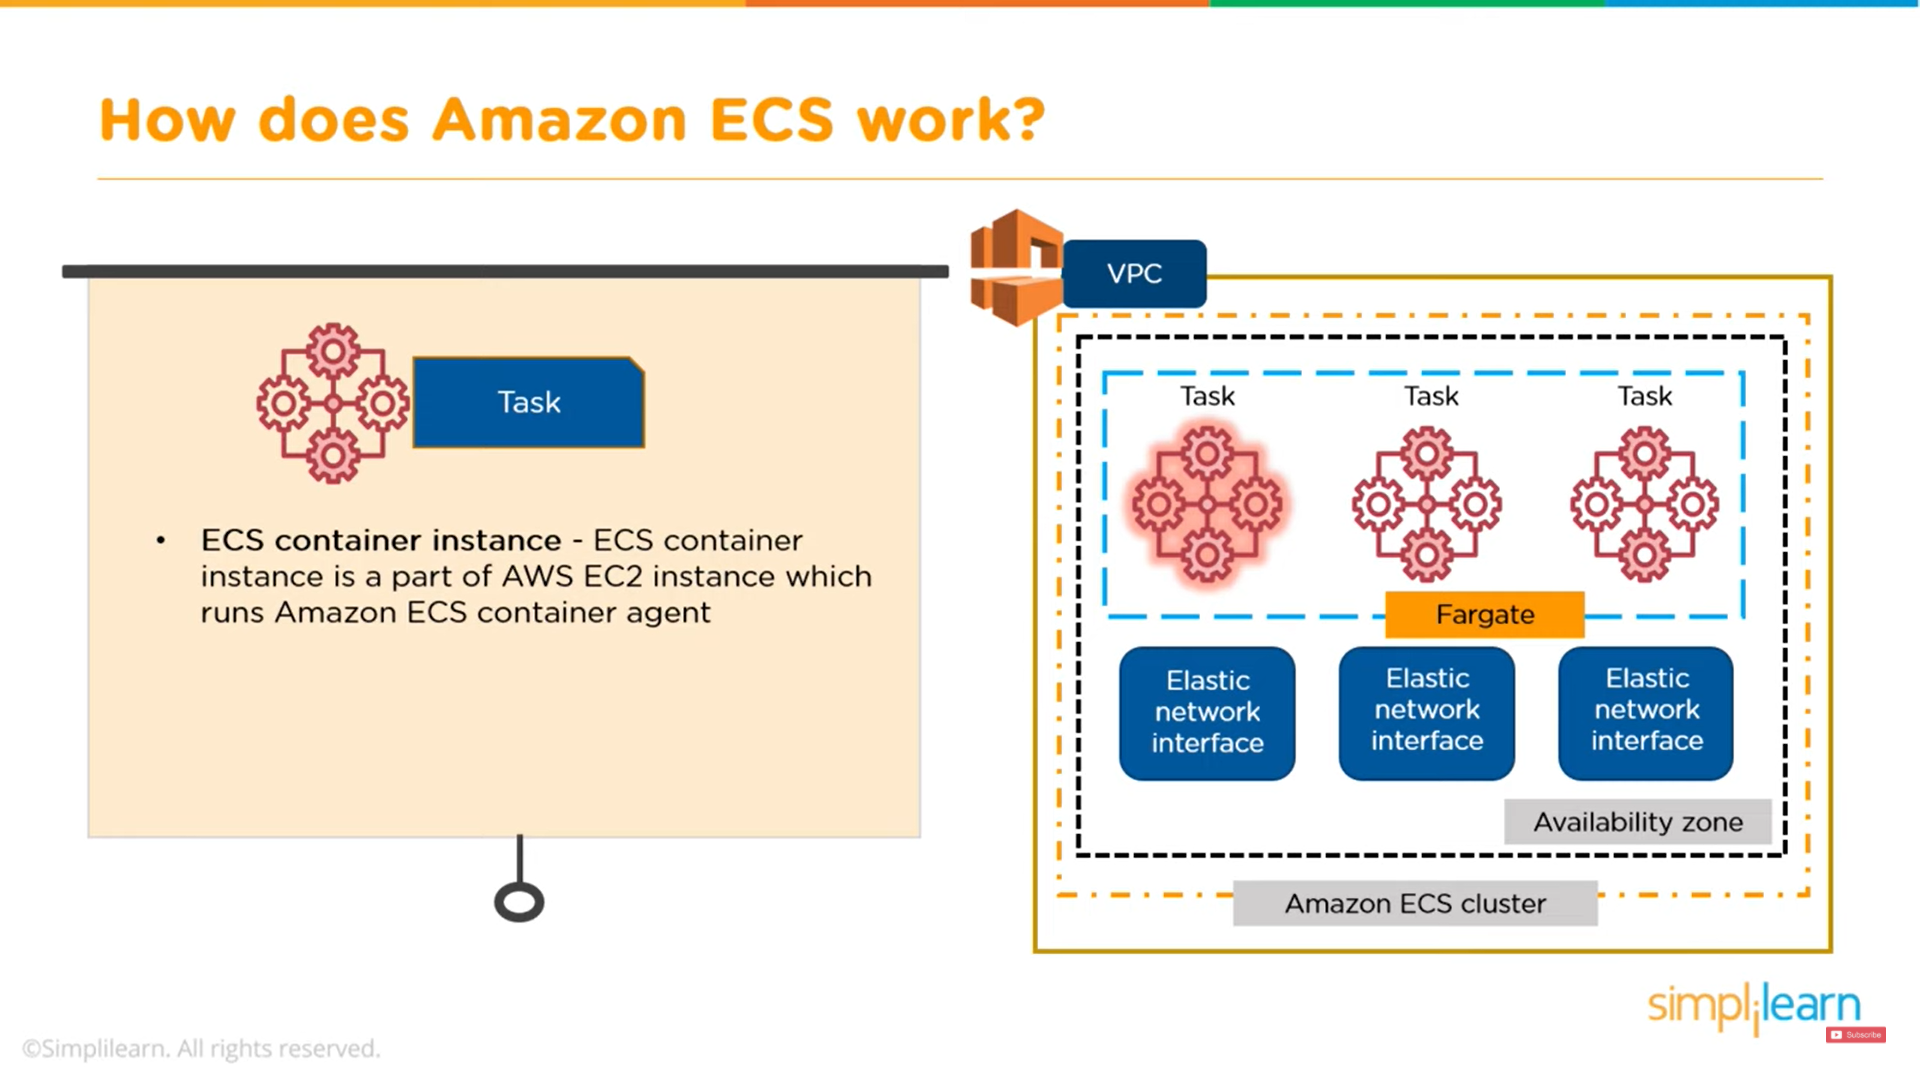 How does Amazon ECS work?
Task
• ECS container instance - ECS container
instance is a part of AWS EC2 instance which
runs Amazon ECS container agent
VPC
Task
Task
Task
Fargate
Elastic
network
interface
Elastic
network
interface
Elastic
network
interface
Availability zone
Amazon ECS cluster
simplilearn
Subscribe
©Simplilearn. All rights reserved.